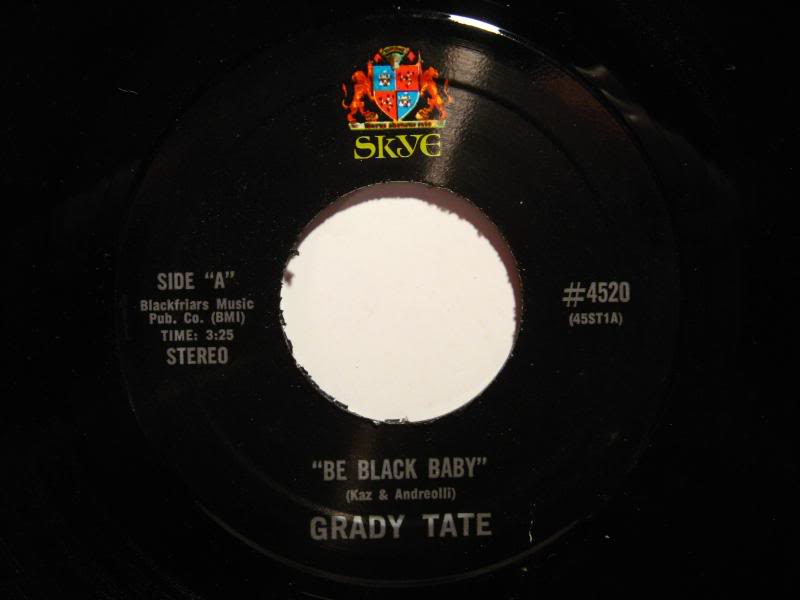 SKYE
SIDE "A"
Blackfriars Music
Pub. Co. (BMI)
TIME: 3:25
STEREO
#4520
(45ST1A)
"BE BLACK BABY"
(Kaz & Andreolli)
GRADY TATE